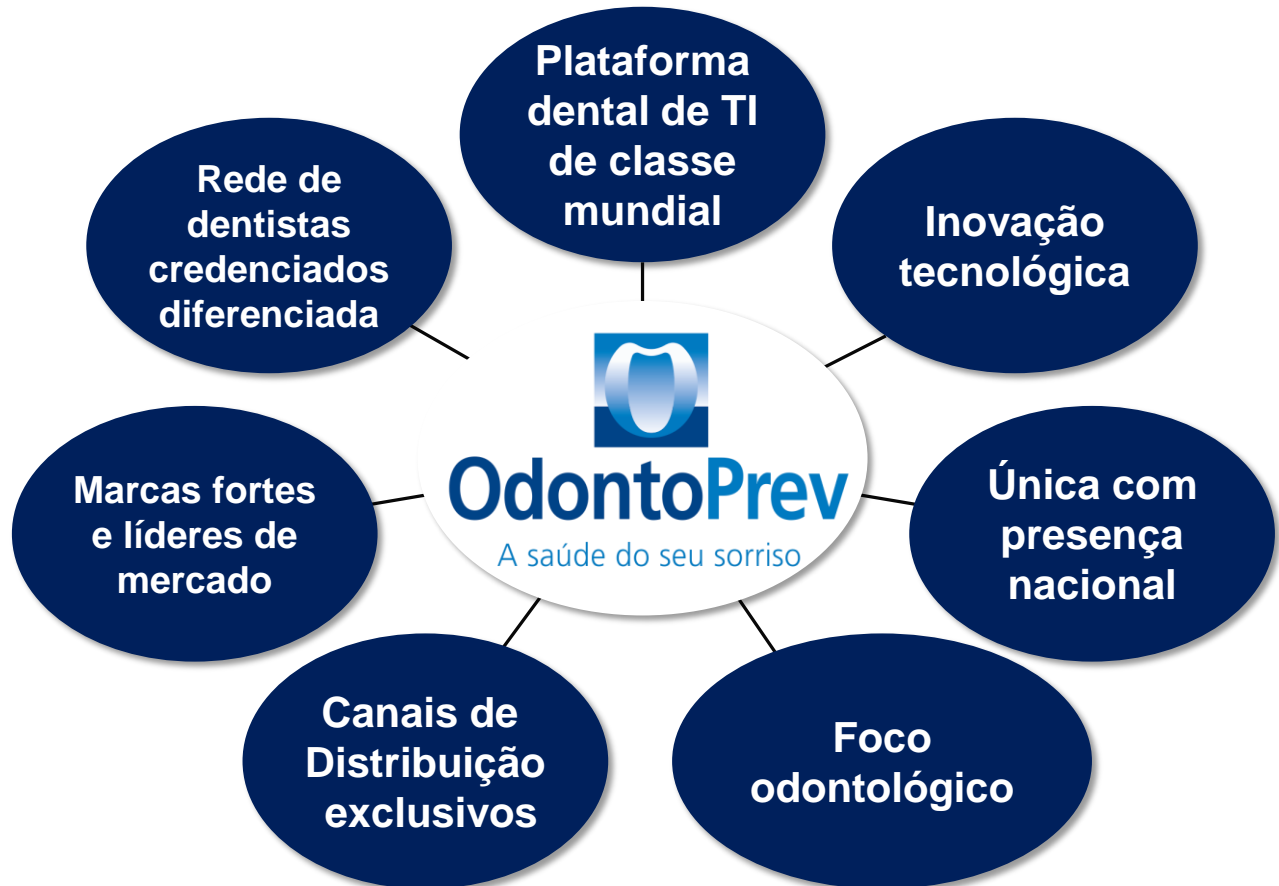 Plataforma
dental de TI
de classe
mundial
Rede de
dentistas
credenciados
diferenciada
Inovação
tecnológica
OdontoPrev
A saúde do seu sorriso
Marcas fortes
e líderes de
mercado
Única com
presença
nacional
Canais de
Distribuição
exclusivos
Foco
odontológico